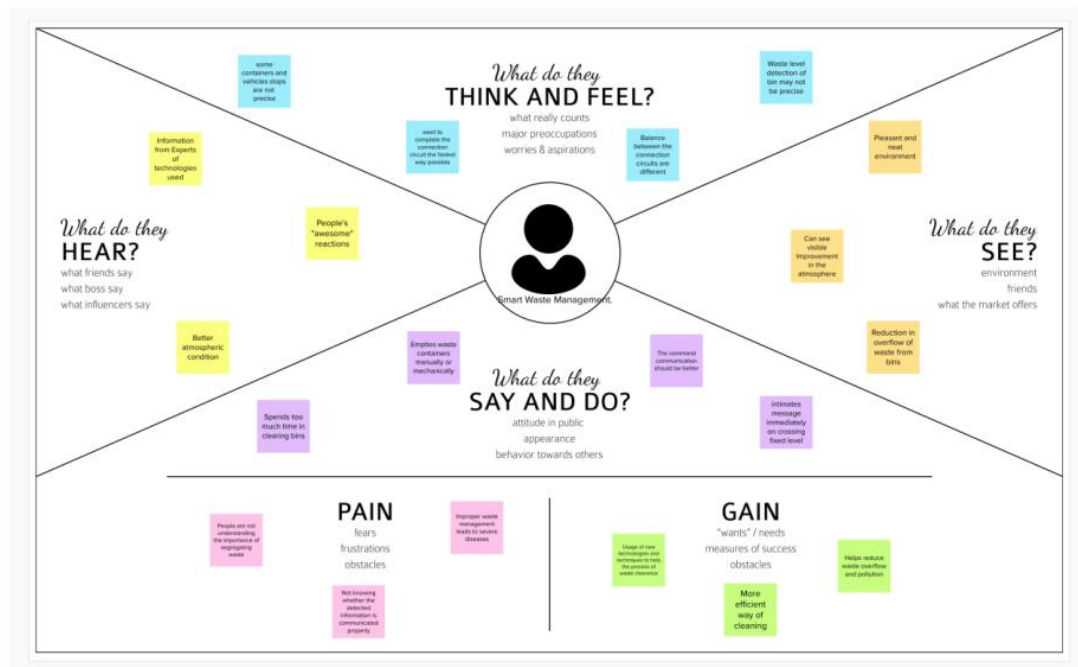 some
containers and
vehicles stops
are not
precise
What do they
THINK AND FEEL?
what really counts
major preoccupations
worries & aspirations
Waste level
detection of
bin may not
be precise
want to
complete the
connection
circuit the fastest
way possible
Balance
between the
connection
circuits are
different
Information
from Experts
of
technologies
used
People's
"awesome"
reactions
What do they
HEAR?
what friends say
what boss say
what influencers say
Better
atmospheric
condition
Smart Waste Management.
Pleasant and
neat
environment
Can see
visible
Improvement
in the
atmosphere
What do they
SEE?
environment
friends
what the market offers
Reduction in
overflow of
waste from
bins
Empties waste
containers
manually or
mechanically
The command
communication
should be better
What do they
SAY AND DO?
attitude in public
appearance
behavior towards others
Spends too
much time in
clearing bins
intimates
message
immediately
on crossing
fixed level
PAIN
fears
frustrations
obstacles
People are not
understanding
the importance of
segregating
waste
Improper waste
management
leads to severe
diseases
Not knowing
whether the
detected
information is
communicated
properly
GAIN
"wants" / needs
measures of success
obstacles
Usage of new
technologies and
techniques to help
the process of
waste clearance
More
efficient
way of
cleaning
Helps reduce
waste overflow
and pollution